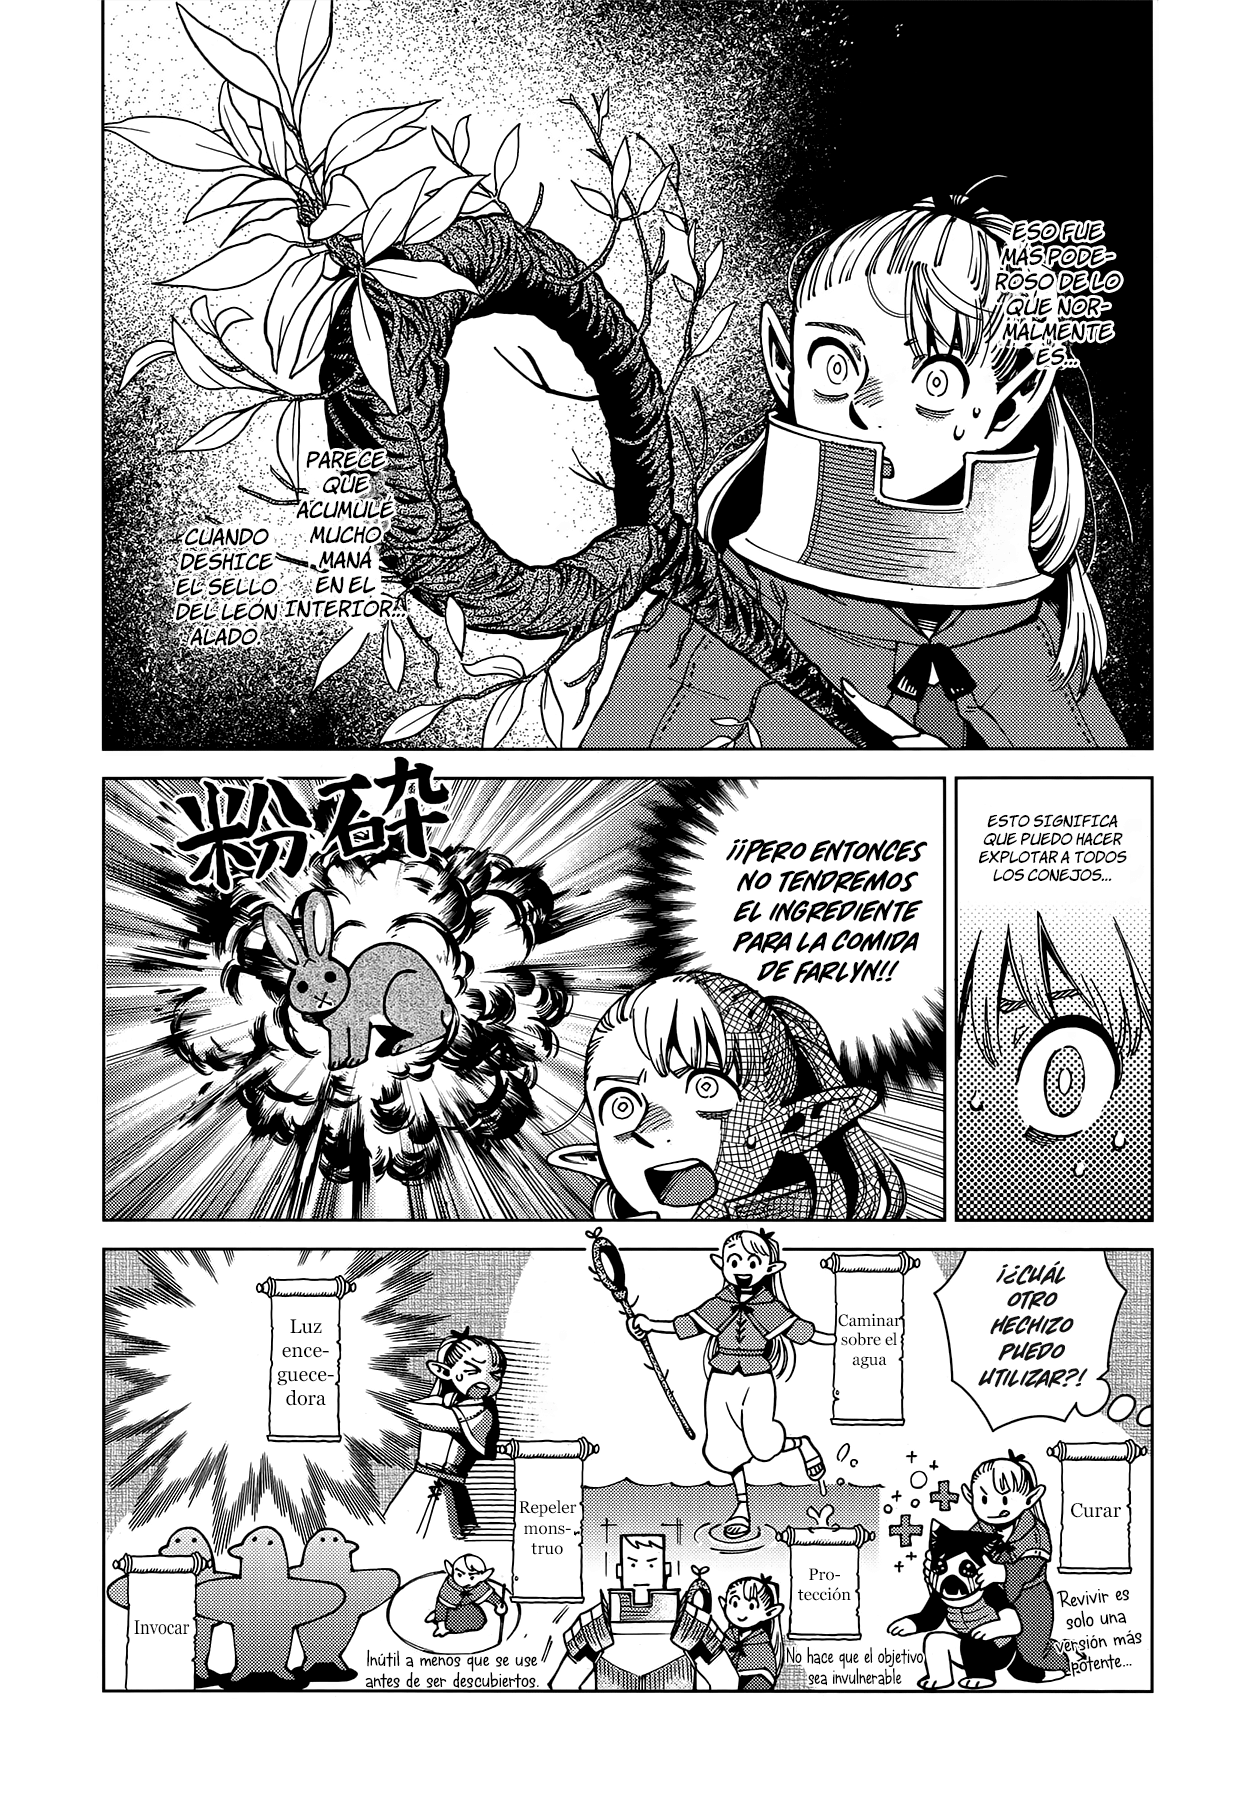 ESO FUE
MÁS PODE-
ROSO DE LO
QUE NOR-
MALMENTE
ES...
PARECE
QUE
ACUMULÉ
MUCHO
MANA
EN EL
INTERIOR
CUANDO
DESHICE
EL SELLO
DEL LEÓN
ALADO
ESTO SIGNIFICA
QUE PUEDO HACER
EXPLOTAR A TODOS
LOS CONEJOS...
¡¡PERO ENTONCES
NO TENDREMOS
EL INGREDIENTE
PARA LA COMIDA
DE FARLYN!!
粉砕
¡¿CUÁL
OTRO
HECHIZO
PUEDO
UTILIZAR?!
Caminar
sobre el
agua
Luz
ence-
guece-
dora
Curar
Revivir es
solo una
versión más
potente...
Pro-
tección
No hace que el objetivo
sea invulnerable
Repeler
mons-
truo
Inútil a menos que se use
antes de ser descubiertos.
Invocar